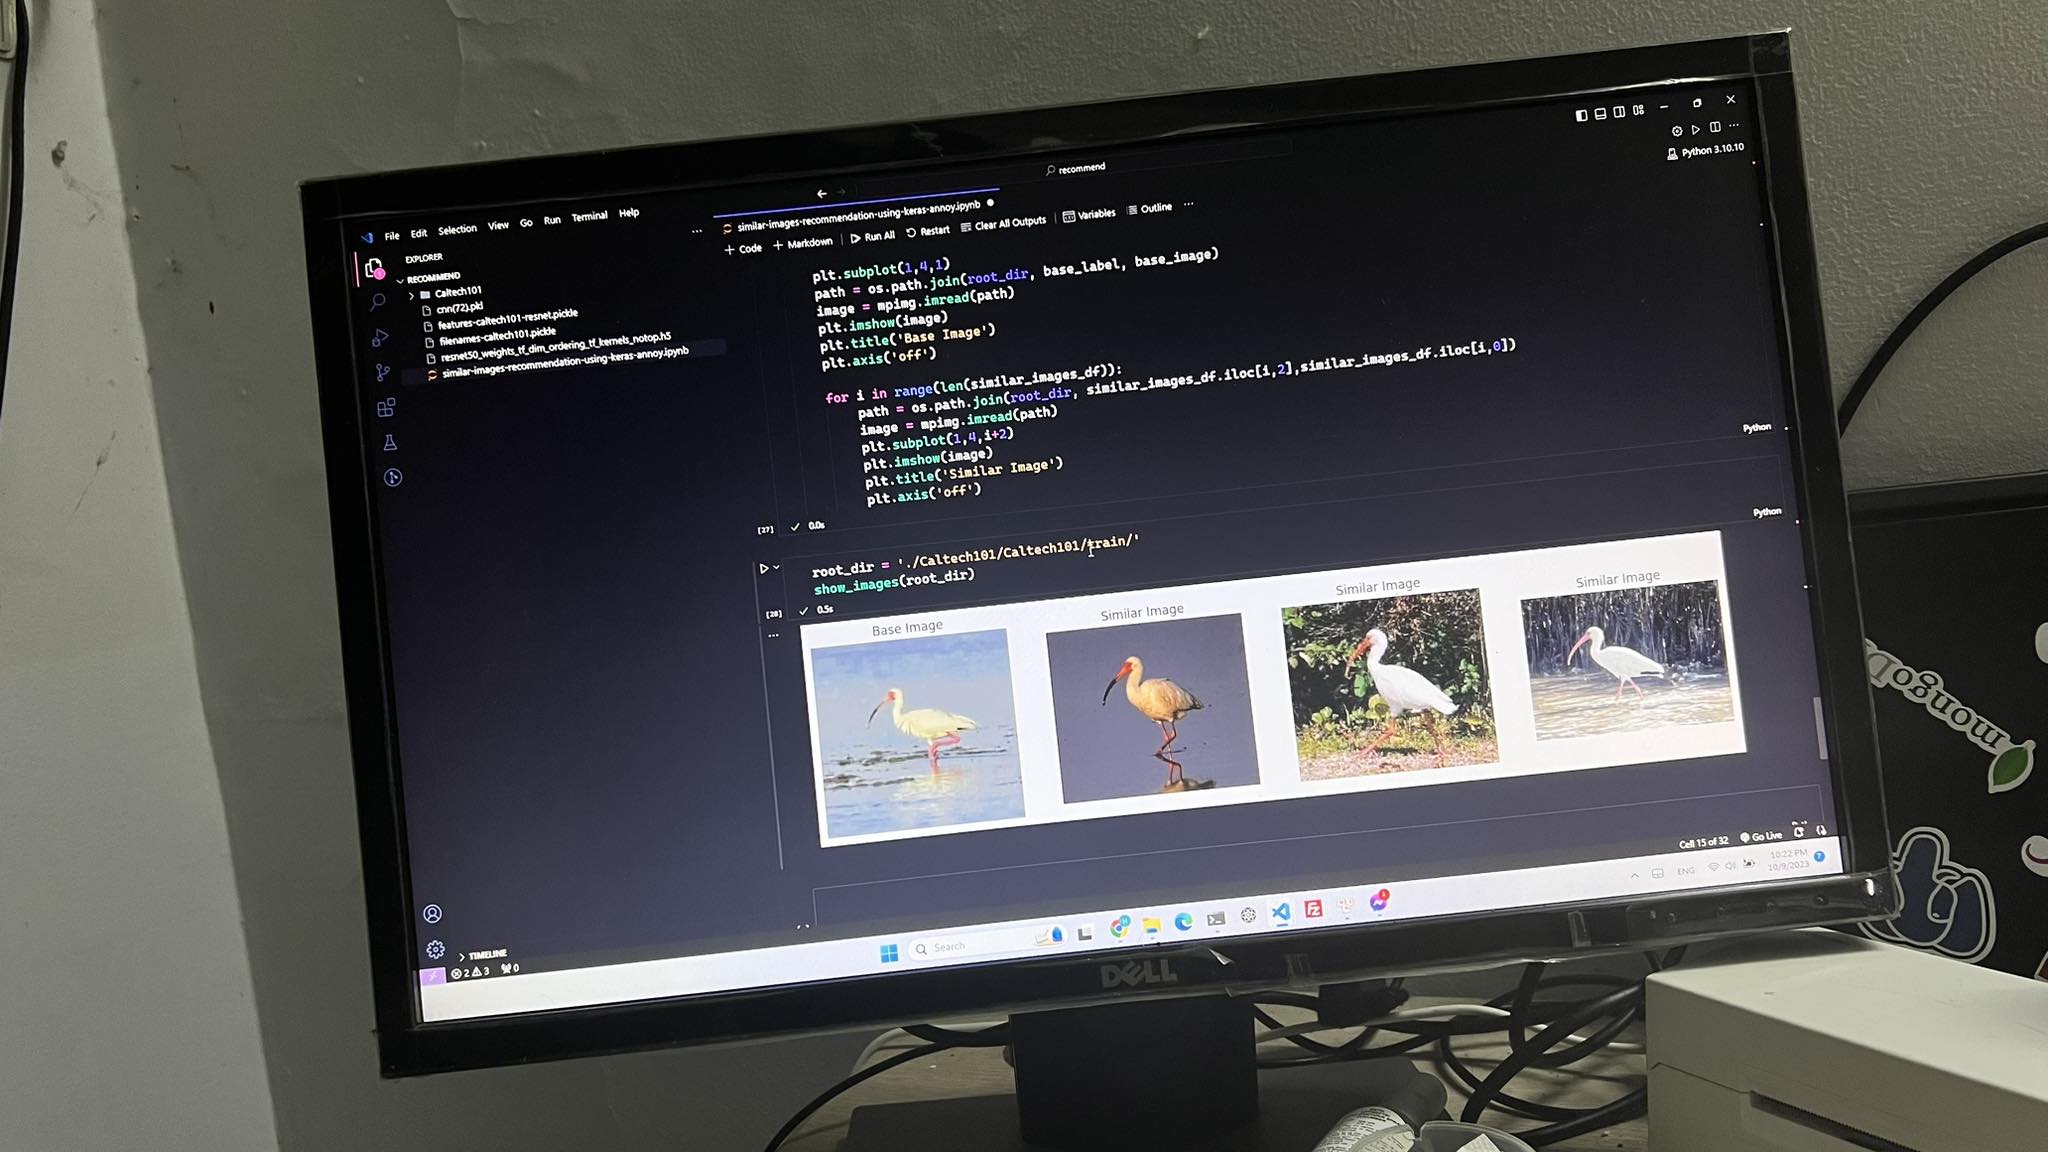 File Edit Selection View Go Run Terminal Help
recommend
EXPLORER
RECOMMEND
Caltech101
cnn(72).pkl
features-caltech101-resnet.pickle
filenames-caltech101.pickle
resnet50_weights_tf_dim_ordering_tf_kernels_notop.h5
similar-images-recommendation-using-keras-annoy.ipynb
TIMELINE
2 3 0
similar-images-recommendation-using-keras-annoy.ipynb
+ Code + Markdown Run All Restart Clear All Outputs Variables Outline ...
Python 3.10.10
plt.subplot(1,4,1)
path = os.path.join(root_dir, base_label, base_image)
image = mpimg.imread(path)
plt.imshow(image)
plt.title('Base Image')
plt.axis('off')
for i in range(len(similar_images_df)):
path = os.path.join(root_dir, similar_images_df.iloc[i,2],similar_images_df.iloc[i,0])
image = mpimg.imread(path)
plt.subplot(1,4,i+2)
plt.imshow(image)
plt.title('Similar Image')
plt.axis('off')
[27] 0.0s
Python
root_dir = './Caltech101/Caltech101/train/'
show_images(root_dir)
[28] 0.5s
Python
Base Image
Similar Image
Similar Image
Similar Image
Cell 15 of 32 Go Live
Search
ENG
10:22 PM
10/9/2023
DELL